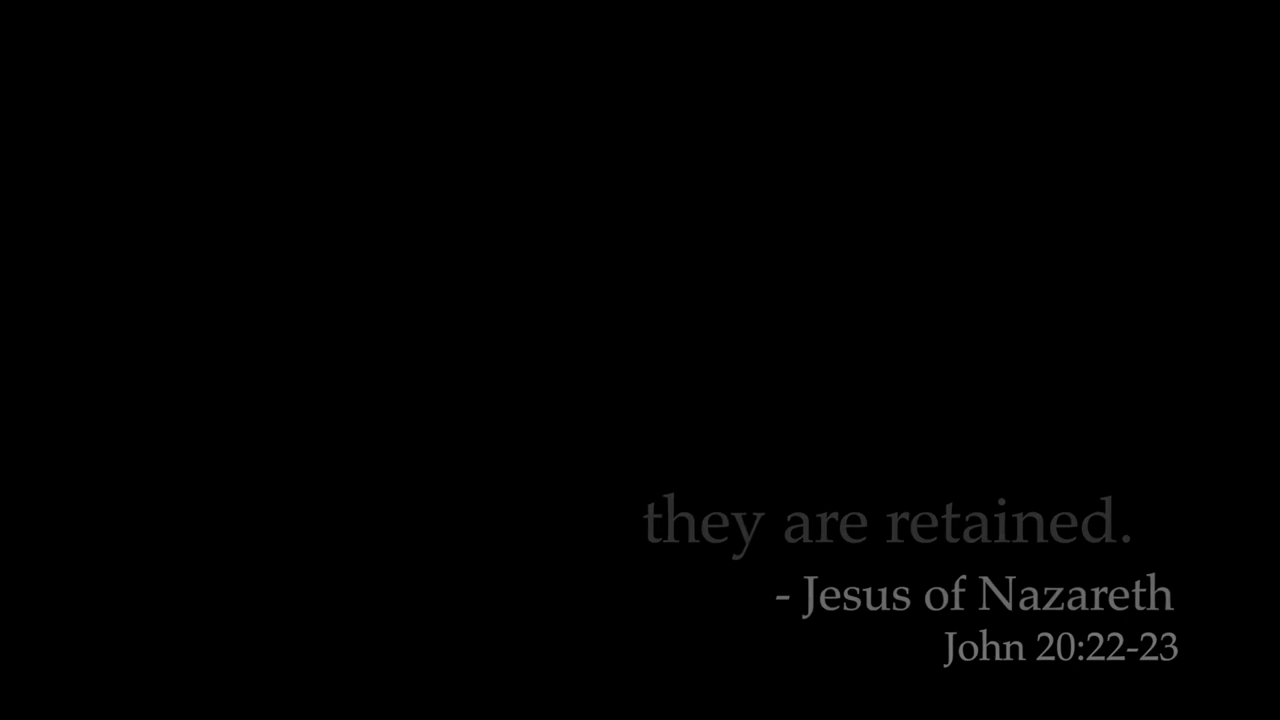 they are retained.
- Jesus of Nazareth
John 20:22-23